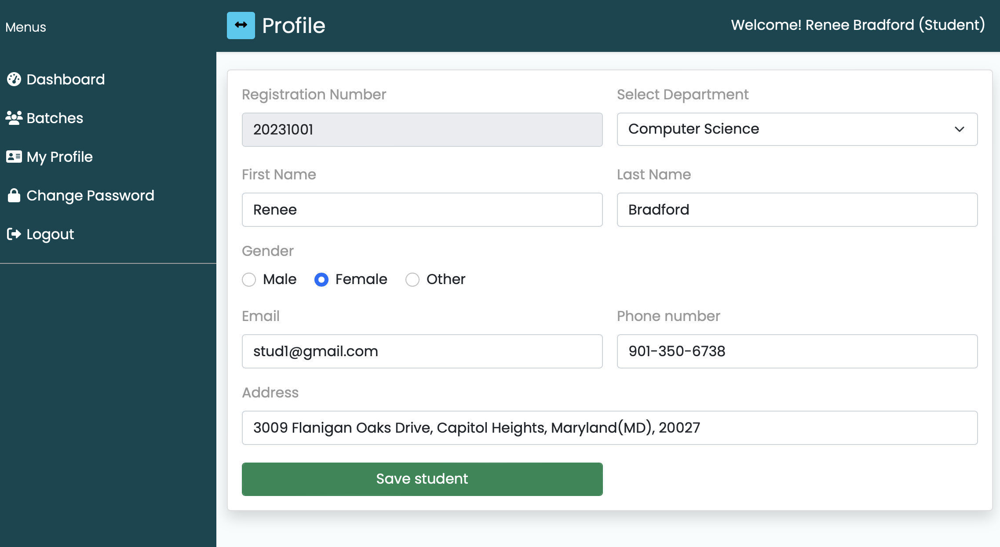 Menus
Dashboard
Batches
My Profile
Change Password
Logout
Profile
Welcome! Renee Bradford (Student)
Registration Number
20231001
Select Department
Computer Science
First Name
Renee
Last Name
Bradford
Gender
Male Female Other
Email
stud1@gmail.com
Phone number
901-350-6738
Address
3009 Flanigan Oaks Drive, Capitol Heights, Maryland(MD), 20027
Save student